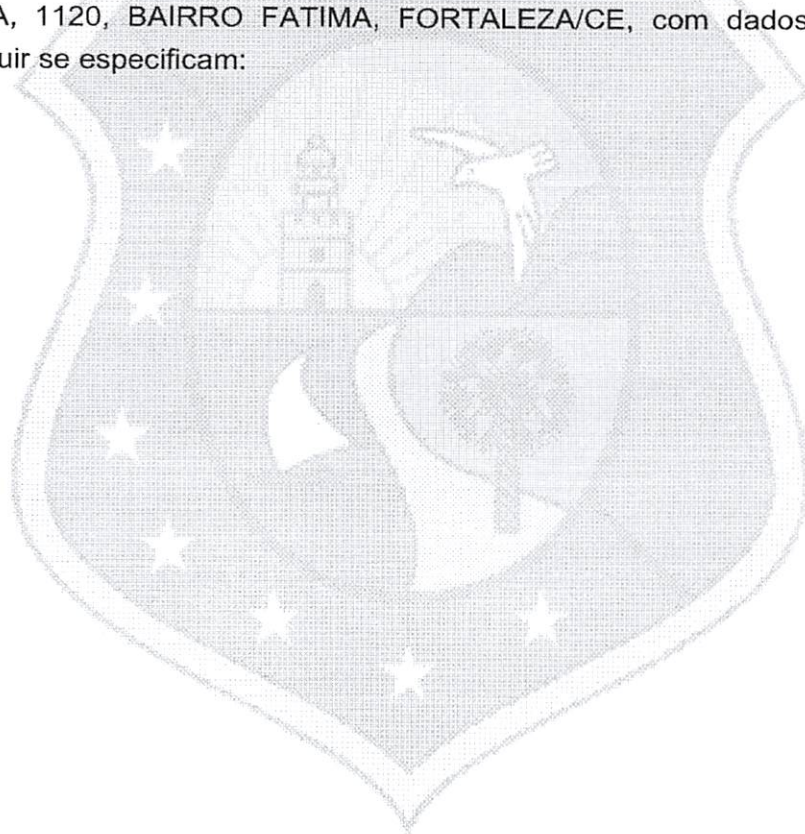 A, 1120, BAIRRO FATIMA, FORTALEZA/CE, com dados
uir se especificam: